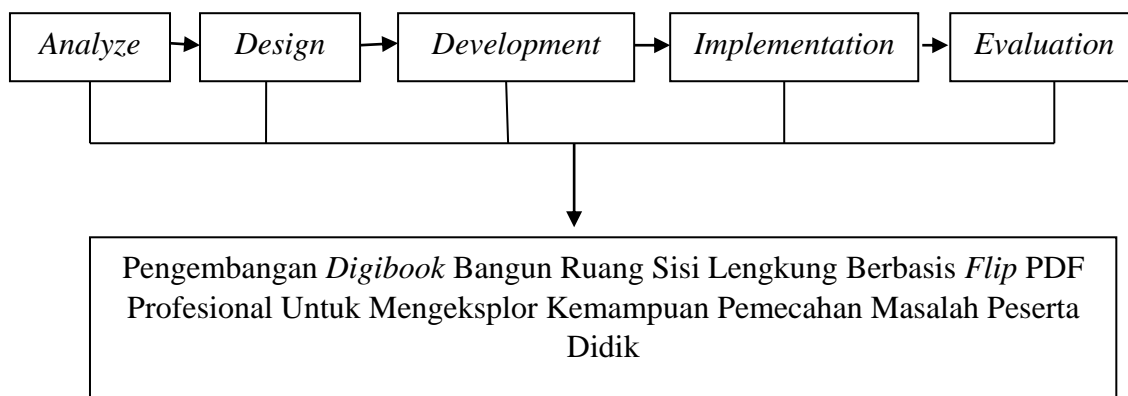 Analyze Design Development Implementation Evaluation
Pengembangan Digibook Bangun Ruang Sisi Lengkung Berbasis Flip PDF
Profesional Untuk Mengeksplor Kemampuan Pemecahan Masalah Peserta
Didik